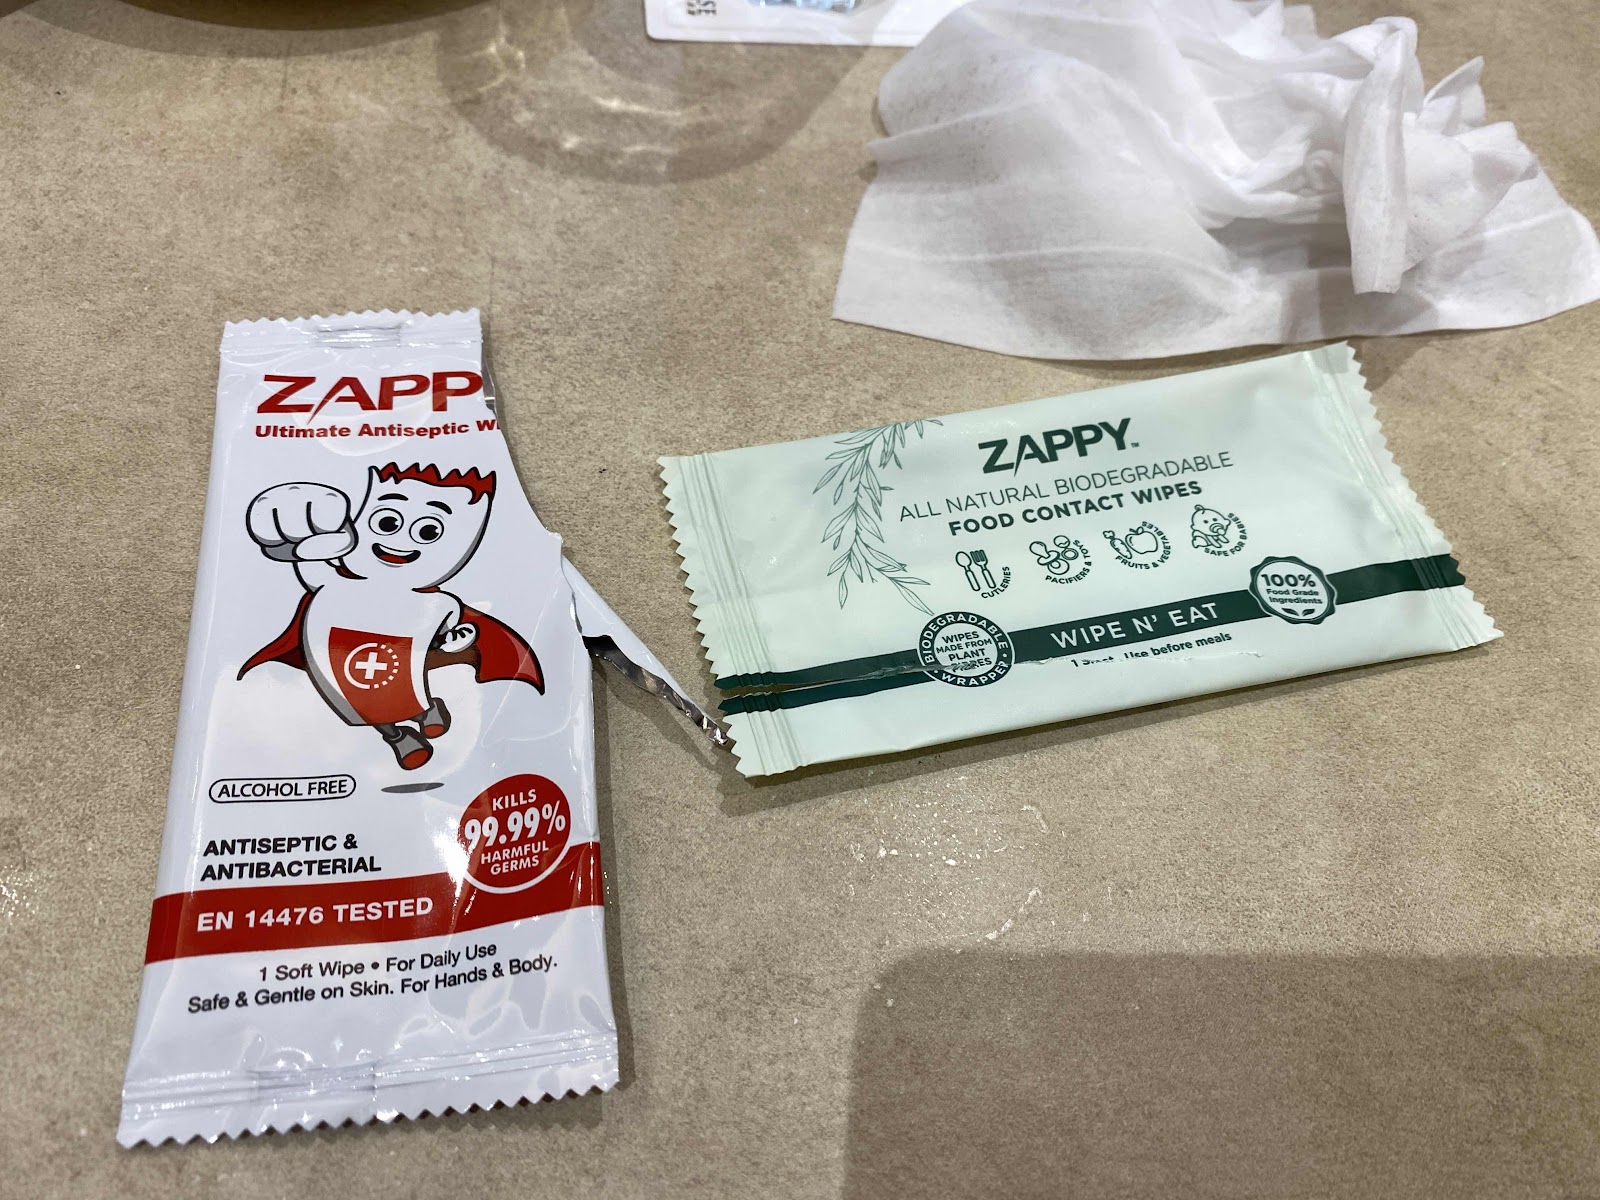 ZAPP
Ultimate Antiseptic
ALCOHOL FREE
KILLS
99.99%
HARMFUL
GERMS
ANTISEPTIC &
ANTIBACTERIAL
EN 14476 TESTED
1 Soft Wipe • For Daily Use
Safe & Gentle on Skin. For Hands & Body.
ZAPPY™
ALL NATURAL BIODEGRADABLE
FOOD CONTACT WIPES
CUTLERIES
PACIFIERS & TOYS
FRUITS & VEGETABLES
SAFE FOR BABIES
100%
Food Grade
Ingredients
BIODEGRADABLE
WIPES
MADE FROM
PLANT
FIBRES
WRAPPER
WIPE N' EAT
1 Use before meals